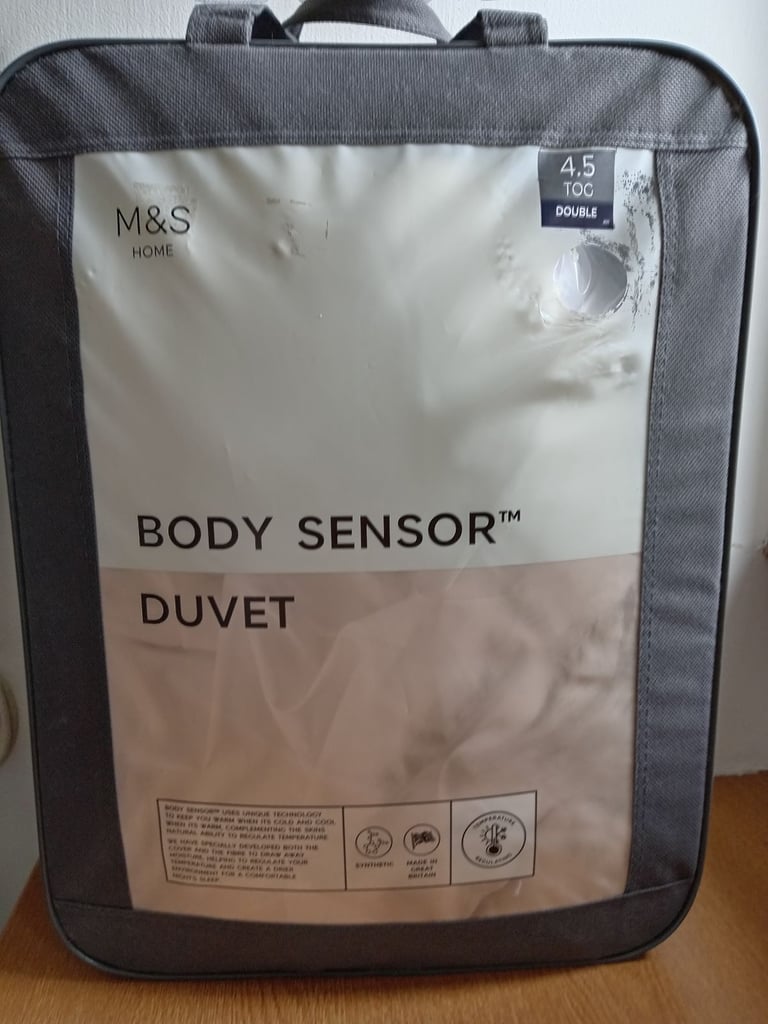 M&S
HOME
4.5
TOG
DOUBLE
BODY SENSOR™
DUVET
BODY SENSOR™ USES UNIQUE TECHNOLOGY
TO KEEP YOU WARM WHEN ITS COLD AND COOL
WHEN ITS WARM, COMPLEMENTING THE SKINS
NATURAL ABILITY TO REGULATE TEMPERATURE.
WE HAVE SPECIALLY DEVELOPED BOTH THE
COVER AND THE FIBRE TO DRAW AWAY
MOISTURE, HELPING TO REGULATE YOUR
TEMPERATURE AND CREATE A DRIER
ENVIRONMENT FOR A COMFORTABLE
NIGHTS SLEEP.
SYNTHETIC
MADE IN
GREAT
BRITAIN
TEMPERATURE
REGULATING